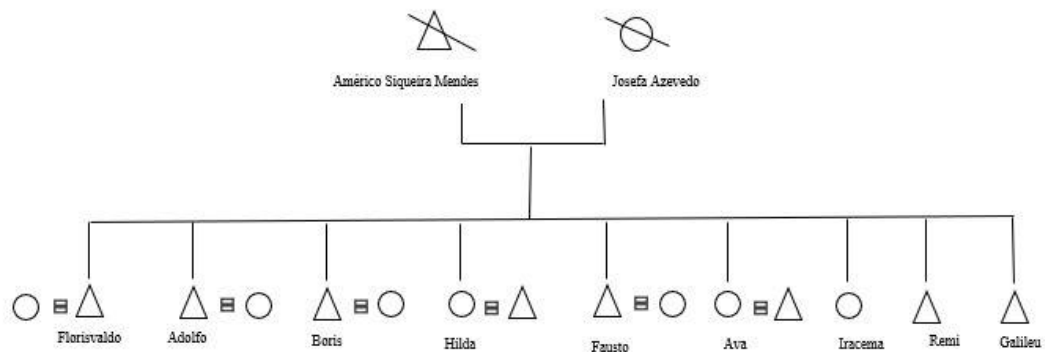 Américo Siqueira Mendes
Josefa Azevedo
Florisvaldo
Adolfo
Boris
Hilda
Fausto
Ava
Iracema
Remi
Galileu